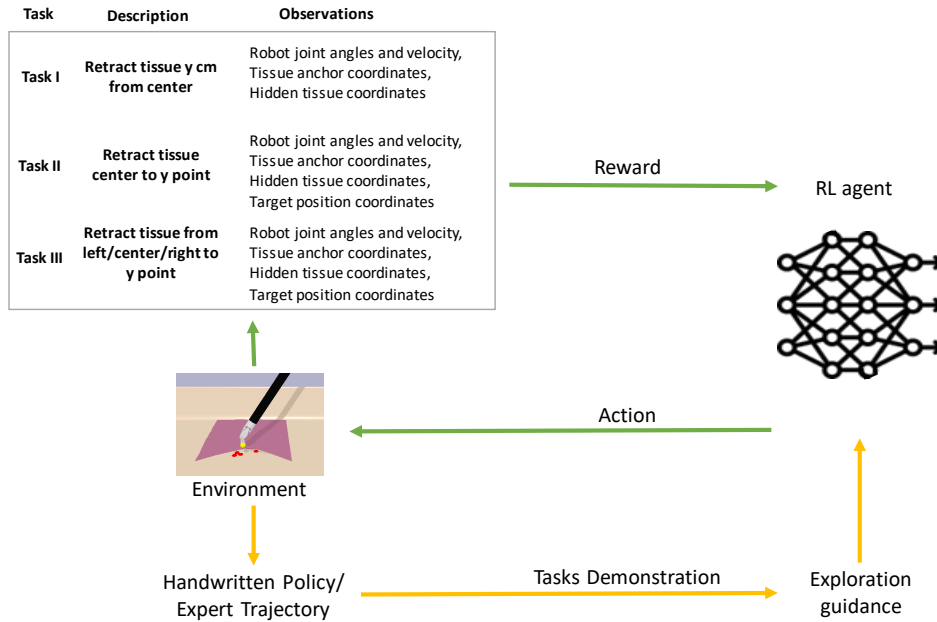 Task Description Observations
Task I
Retract tissue y cm
from center
Robot joint angles and velocity,
Tissue anchor coordinates,
Hidden tissue coordinates
Task II
Retract tissue
center to y point
Robot joint angles and velocity,
Tissue anchor coordinates,
Hidden tissue coordinates,
Target position coordinates
Task III
Retract tissue from
left/center/right to
y point
Robot joint angles and velocity,
Tissue anchor coordinates,
Hidden tissue coordinates,
Target position coordinates
Reward
RL agent
Action
Environment
Handwritten Policy/
Expert Trajectory
Tasks Demonstration
Exploration
guidance